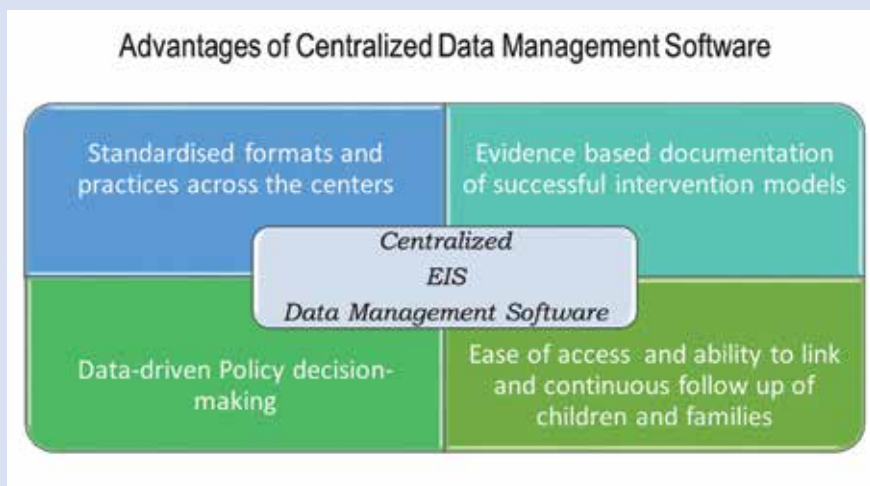 Advantages of Centralized Data Management Software
Standardised formats and
practices across the centers
Evidence based documentation
of successful intervention models
Centralized
EIS
Data Management Software
Data-driven Policy decision-
making
Ease of access and ability to link
and continuous follow up of
children and families